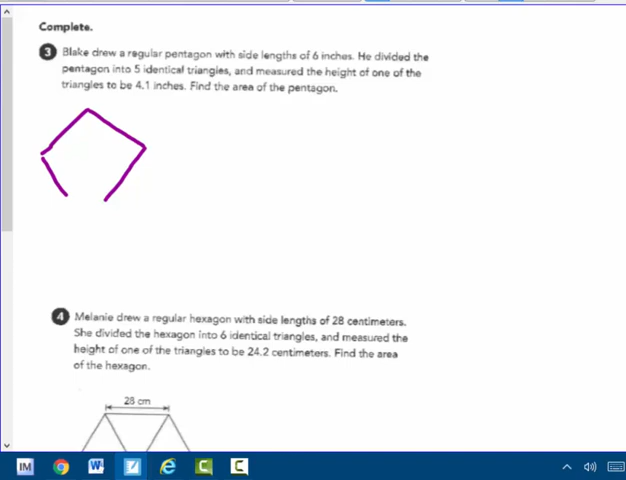 Complete.
3 Blake drew a regular pentagon with side lengths of 6 inches. He divided the
pentagon into 5 identical triangles, and measured the height of one of the
triangles to be 4.1 inches. Find the area of the pentagon.
4 Melanie drew a regular hexagon with side lengths of 28 centimeters.
She divided the hexagon into 6 identical triangles, and measured the
height of one of the triangles to be 24.2 centimeters. Find the area
of the hexagon.
28 cm
IM